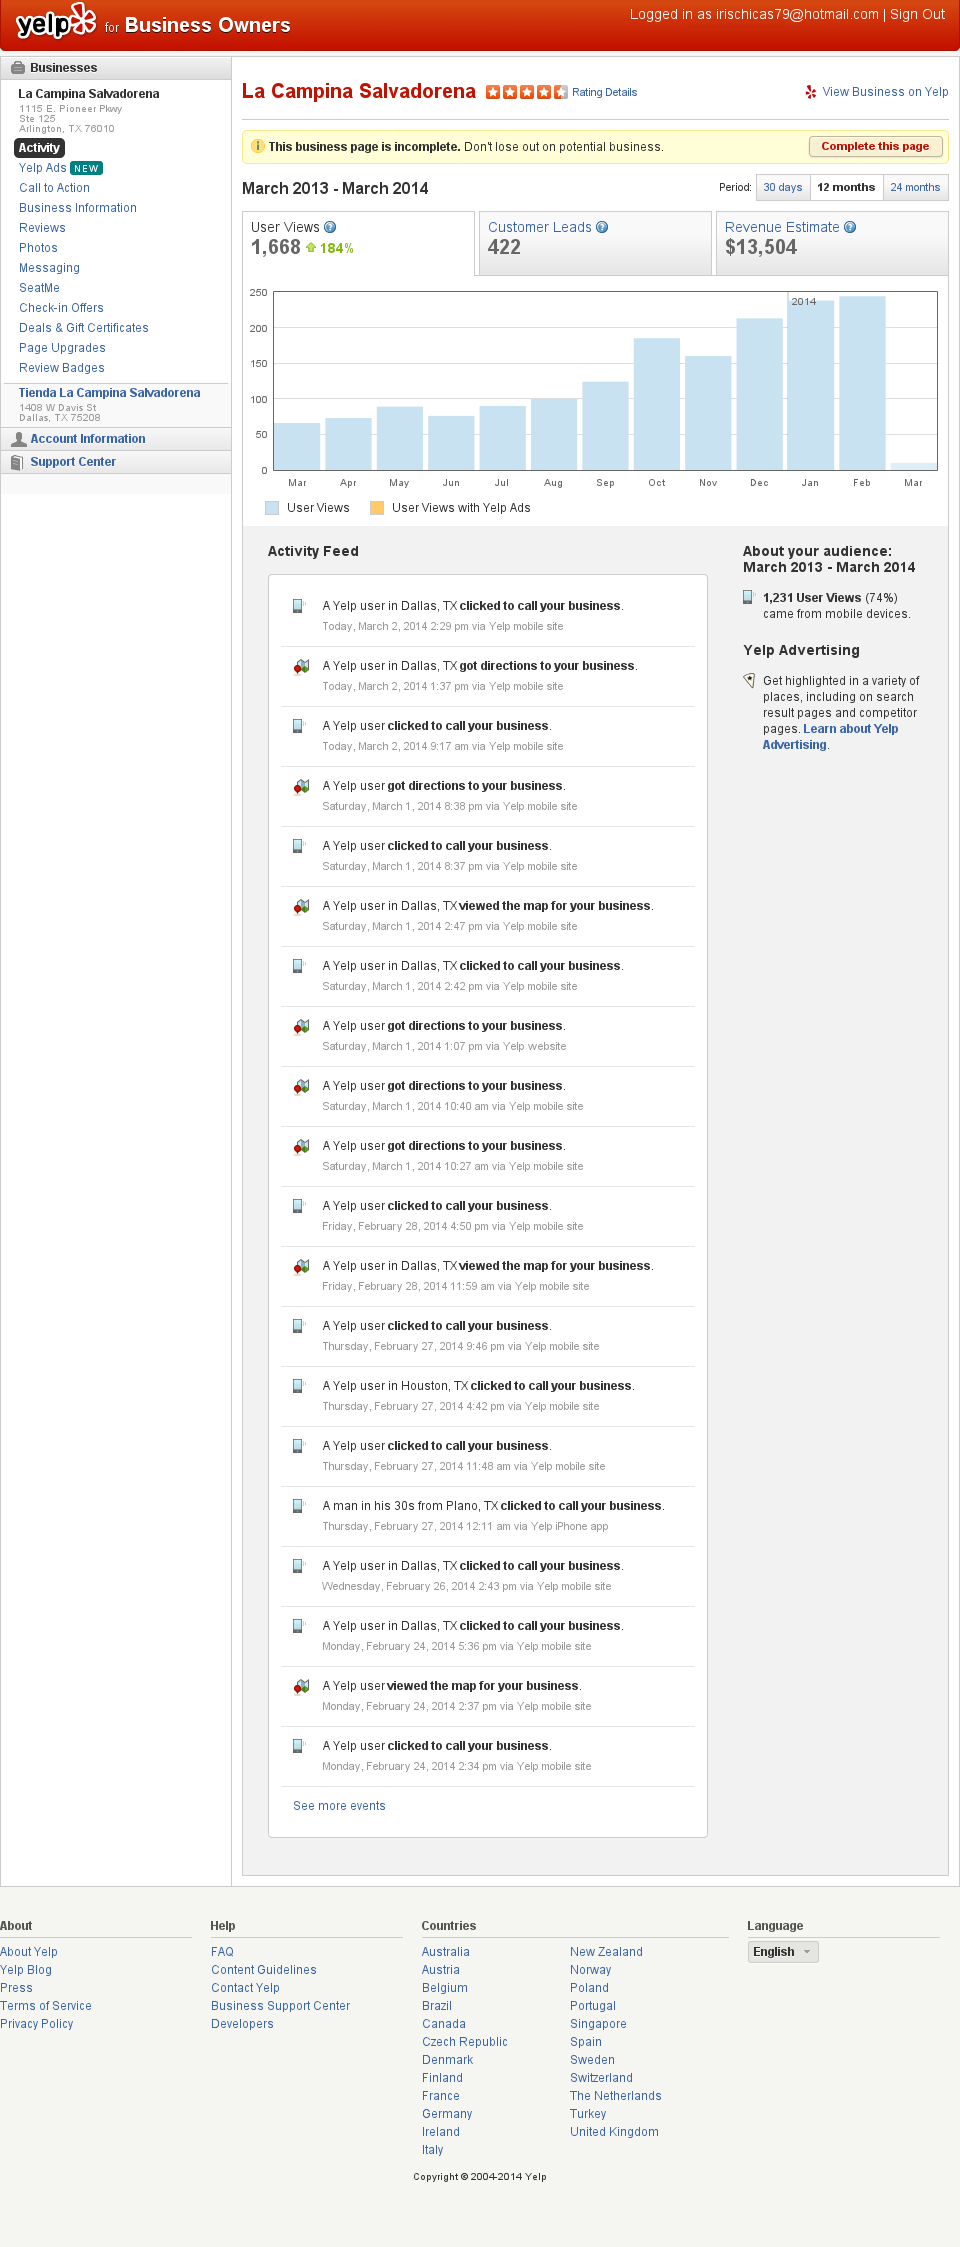 yelp for Business Owners
Logged in as irischicas79@hotmail.com | Sign Out
Businesses
La Campina Salvadorena
1115 E. Pioneer Pkwy
Ste 125
Arlington, TX 76010
Activity
Yelp Ads NEW
Call to Action
Business Information
Reviews
Photos
Messaging
SeatMe
Check-in Offers
Deals & Gift Certificates
Page Upgrades
Review Badges
Tienda La Campina Salvadorena
1408 W Davis St
Dallas, TX 75208
Account Information
Support Center
La Campina Salvadorena Rating Details
View Business on Yelp
This business page is incomplete. Don't lose out on potential business.
Complete this page
March 2013 - March 2014
Period: 30 days 12 months 24 months
User Views
1,668 184%
Customer Leads
422
Revenue Estimate
$13,504
250
200
150
100
50
0
2014
Mar Apr May Jun Jul Aug Sep Oct Nov Dec Jan Feb Mar
User Views User Views with Yelp Ads
Activity Feed
A Yelp user in Dallas, TX clicked to call your business.
Today, March 2, 2014 2:29 pm via Yelp mobile site
A Yelp user in Dallas, TX got directions to your business.
Today, March 2, 2014 1:37 pm via Yelp mobile site
A Yelp user clicked to call your business.
Today, March 2, 2014 9:17 am via Yelp mobile site
A Yelp user got directions to your business.
Saturday, March 1, 2014 8:38 pm via Yelp mobile site
A Yelp user clicked to call your business.
Saturday, March 1, 2014 8:37 pm via Yelp mobile site
A Yelp user in Dallas, TX viewed the map for your business.
Saturday, March 1, 2014 2:47 pm via Yelp mobile site
A Yelp user in Dallas, TX clicked to call your business.
Saturday, March 1, 2014 2:42 pm via Yelp mobile site
A Yelp user got directions to your business.
Saturday, March 1, 2014 1:07 pm via Yelp website
A Yelp user got directions to your business.
Saturday, March 1, 2014 10:40 am via Yelp mobile site
A Yelp user got directions to your business.
Saturday, March 1, 2014 10:27 am via Yelp mobile site
A Yelp user clicked to call your business.
Friday, February 28, 2014 4:50 pm via Yelp mobile site
A Yelp user in Dallas, TX viewed the map for your business.
Friday, February 28, 2014 11:59 am via Yelp mobile site
A Yelp user clicked to call your business.
Thursday, February 27, 2014 9:46 pm via Yelp mobile site
A Yelp user in Houston, TX clicked to call your business.
Thursday, February 27, 2014 4:42 pm via Yelp mobile site
A Yelp user clicked to call your business.
Thursday, February 27, 2014 11:48 am via Yelp mobile site
A man in his 30s from Plano, TX clicked to call your business.
Thursday, February 27, 2014 12:11 am via Yelp iPhone app
A Yelp user in Dallas, TX clicked to call your business.
Wednesday, February 26, 2014 2:43 pm via Yelp mobile site
A Yelp user in Dallas, TX clicked to call your business.
Monday, February 24, 2014 5:36 pm via Yelp mobile site
A Yelp user viewed the map for your business.
Monday, February 24, 2014 2:37 pm via Yelp mobile site
A Yelp user clicked to call your business.
Monday, February 24, 2014 2:34 pm via Yelp mobile site
See more events
About your audience:
March 2013 - March 2014
1,231 User Views (74%)
came from mobile devices.
Yelp Advertising
Get highlighted in a variety of
places, including on search
result pages and competitor
pages. Learn about Yelp
Advertising.
About
About Yelp
Yelp Blog
Press
Terms of Service
Privacy Policy
Help
FAQ
Content Guidelines
Contact Yelp
Business Support Center
Developers
Countries
Australia
Austria
Belgium
Brazil
Canada
Czech Republic
Denmark
Finland
France
Germany
Ireland
Italy
New Zealand
Norway
Poland
Portugal
Singapore
Spain
Sweden
Switzerland
The Netherlands
Turkey
United Kingdom
Language
English
Copyright © 2004-2014 Yelp